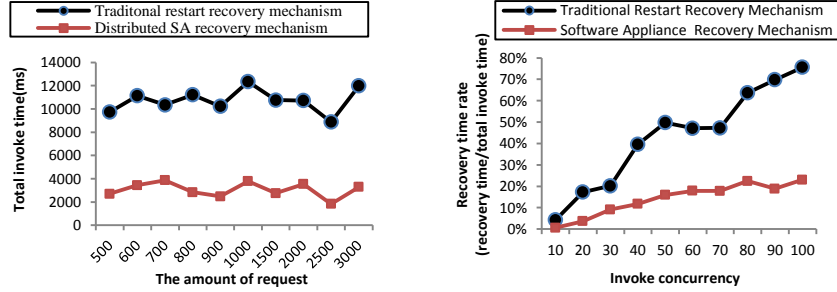 Traditonal restart recovery mechanism
Distributed SA recovery mechanism
Total invoke time(ms)
14000
12000
10000
8000
6000
4000
2000
0
500 600 700 800 900 1000 1500 2000 2500 3000
The amount of request
Traditional Restart Recovery Mechanism
Software Appliance Recovery Mechanism
Recovery time rate
(recovery time/total invoke time)
80%
70%
60%
50%
40%
30%
20%
10%
0%
10 20 30 40 50 60 70 80 90 100
Invoke concurrency